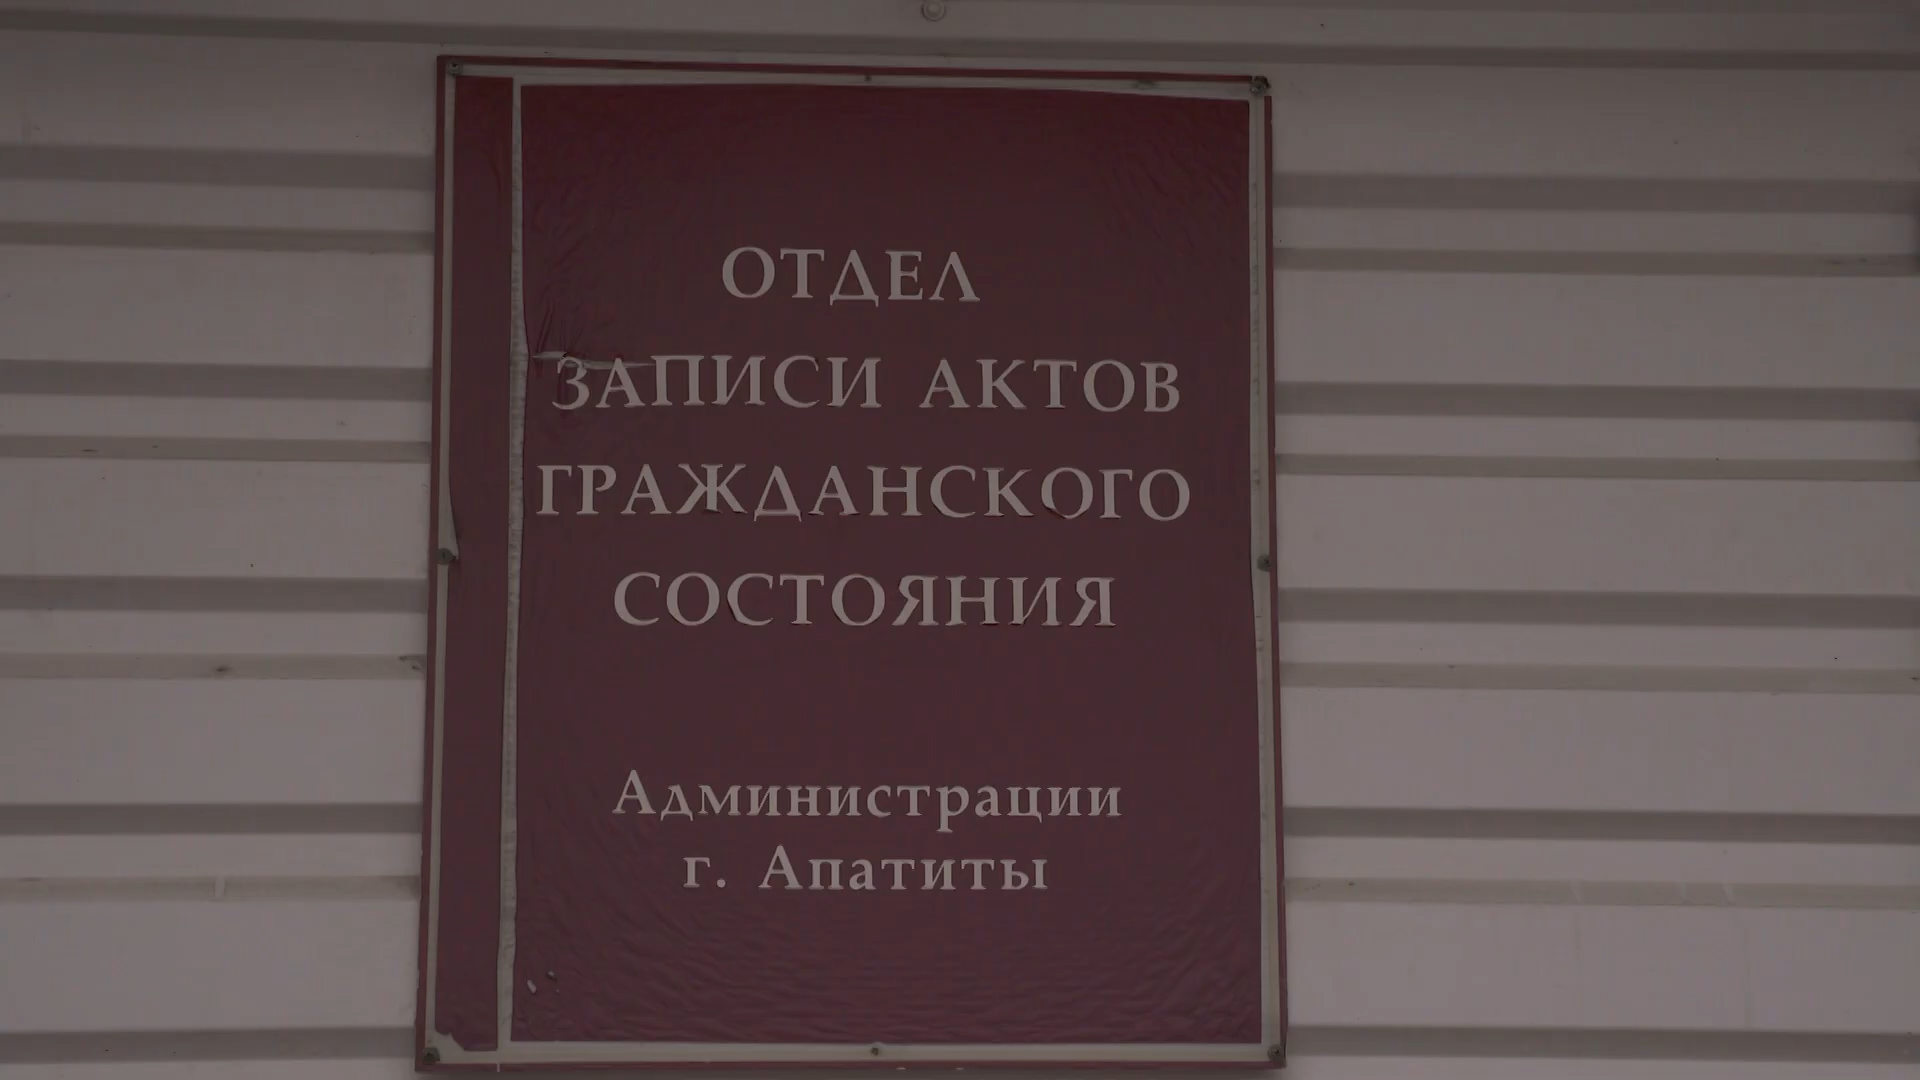 ОТДЕЛ
ЗАПИСИ АКТОВ
ГРАЖДАНСКОГО
СОСТОЯНИЯ
Администрации
г. Апатиты